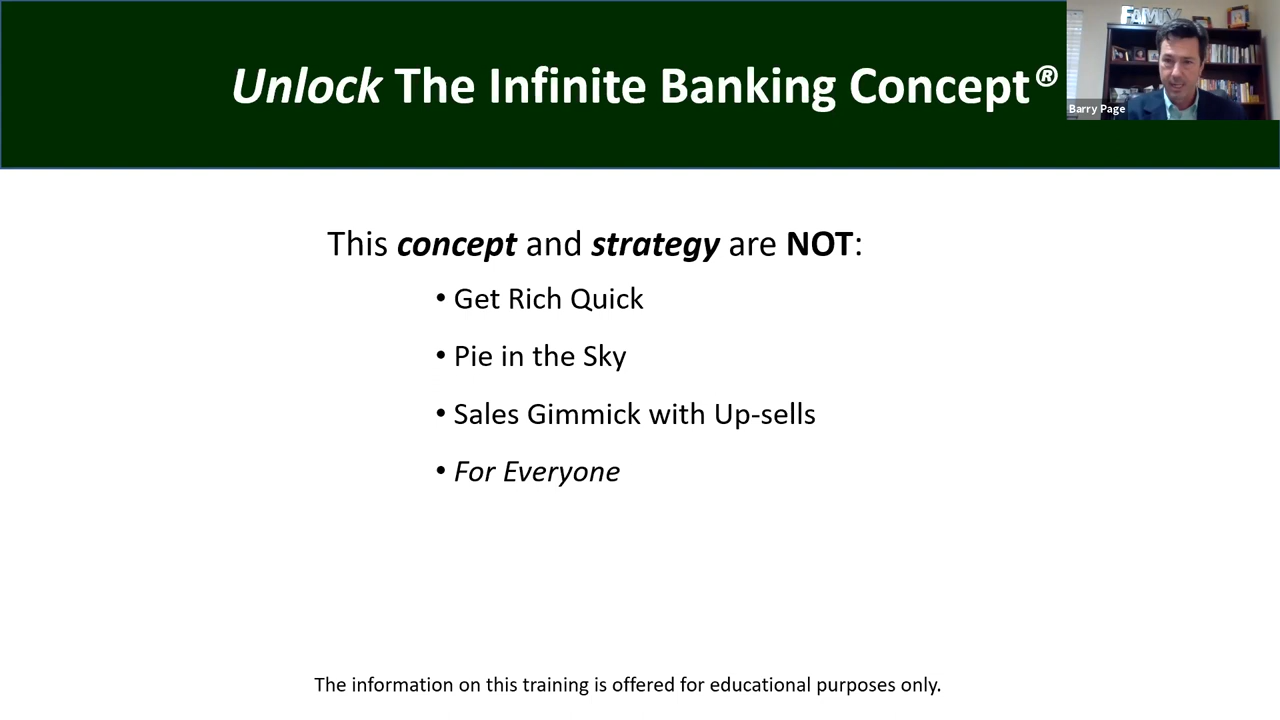 Unlock The Infinite Banking Concept®
FAMILY
Barry Page
This concept and strategy are NOT:
• Get Rich Quick
• Pie in the Sky
• Sales Gimmick with Up-sells
• For Everyone
The information on this training is offered for educational purposes only.